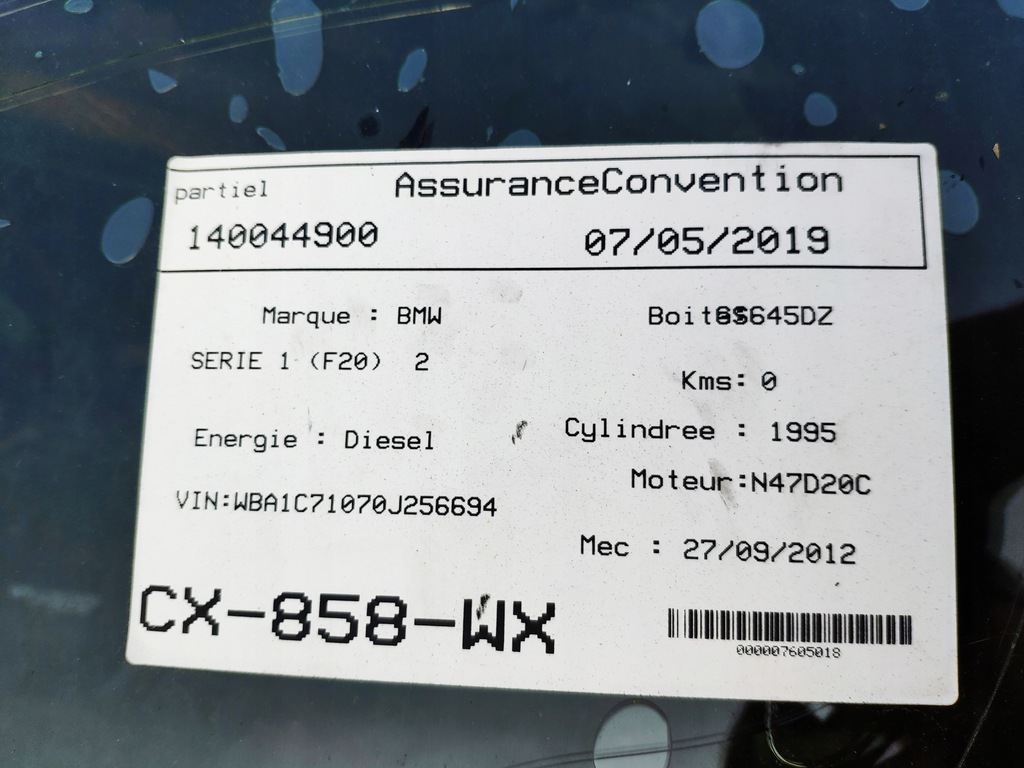 partiel AssuranceConvention
140044900 07/05/2019
Marque : BMW
SERIE 1 (F20) 2
Energie : Diesel
VIN:WBA1C71070J256694
CX-858-WX
Kms: 0
Cylindree : 1995
Moteur:N47D20C
Mec : 27/09/2012
000007605018